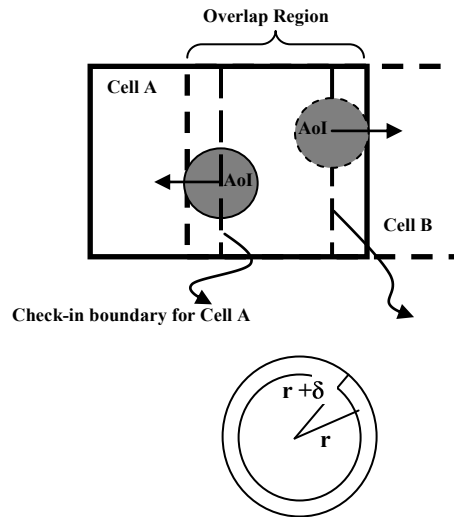 Overlap Region
Cell A
AoI
AoI
Cell B
Check-in boundary for Cell A
r +δ
r